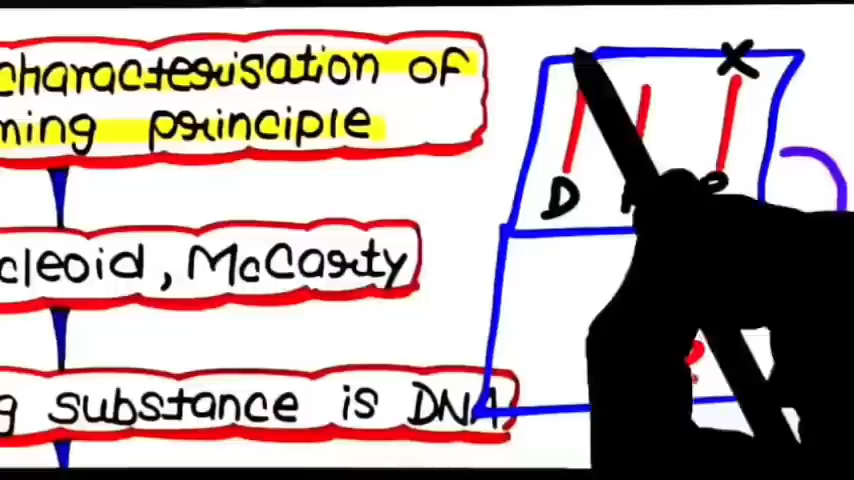 characterisation of
ming principle
cleoid, McCarty
g substance is DNA
X
D
P
?